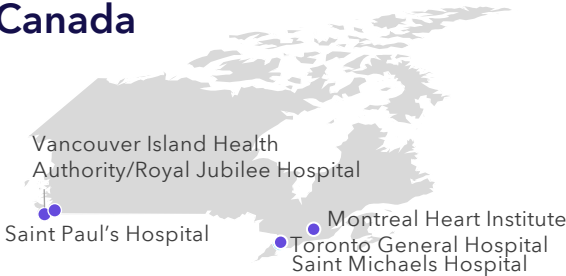 Canada
Vancouver Island Health
Authority/Royal Jubilee Hospital
Saint Paul’s Hospital
Montreal Heart Institute
Toronto General Hospital
Saint Michaels Hospital